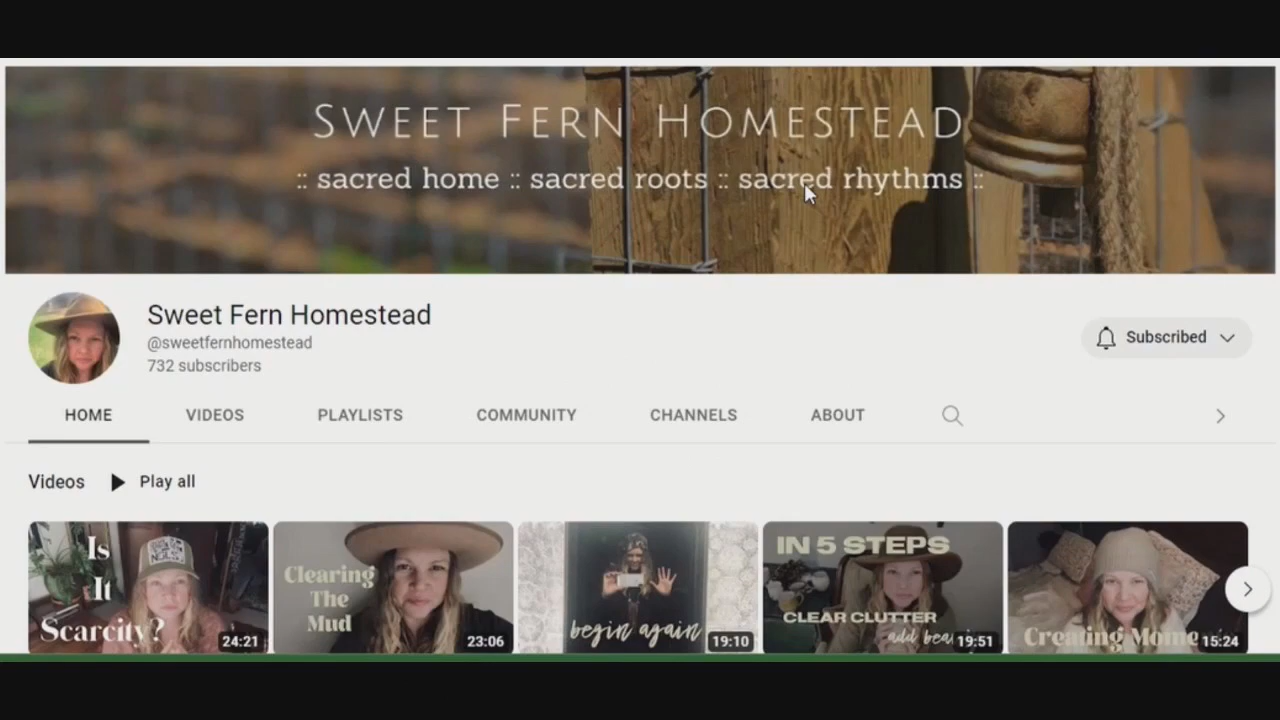 SWEET FERN HOMESTEAD
:: sacred home :: sacred roots :: sacred rhythms ::
Sweet Fern Homestead
@sweetfernhomestead
732 subscribers
Subscribed
HOME VIDEOS PLAYLISTS COMMUNITY CHANNELS ABOUT
Videos Play all
Is
It
Scarcity?
24:21
Clearing
The
Mud
23:06
begin again
19:10
IN 5 STEPS
CLEAR CLUTTER
add
19:51
Creating
15:24